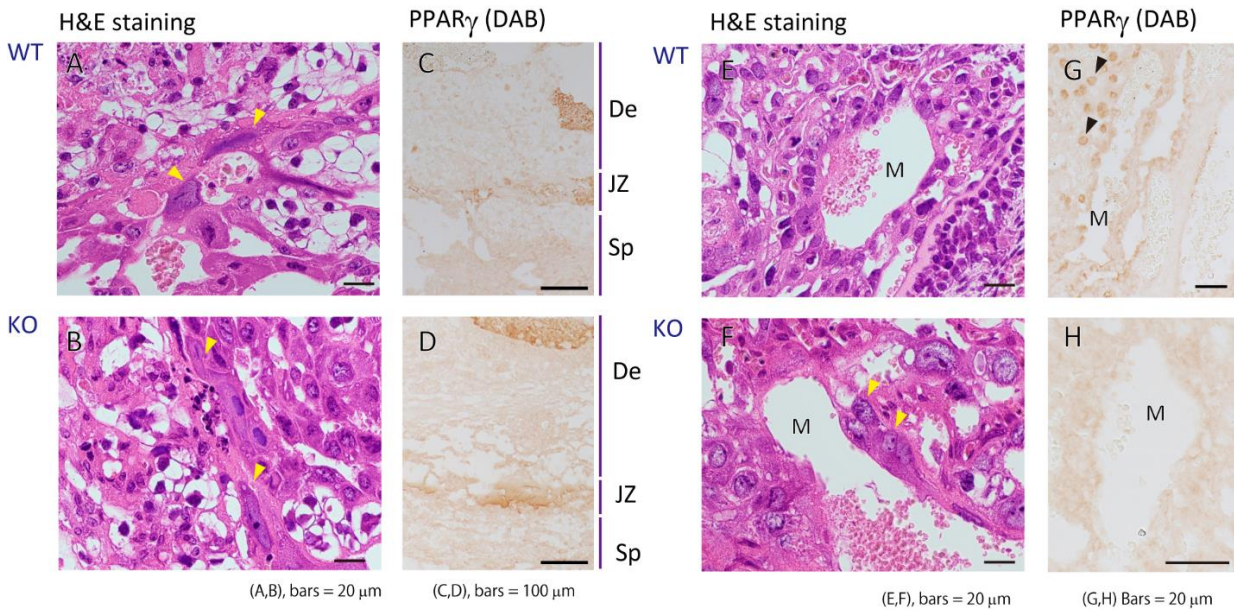 H&E staining
PPARγ (DAB)
H&E staining
PPARγ (DAB)
WT
A
C
De
JZ
Sp
WT
E
M
G
M
KO
B
D
De
JZ
Sp
KO
F
M
H
M
(A,B), bars = 20 μm
(C,D), bars = 100 μm
(E,F), bars = 20 μm
(G,H) Bars = 20 μm